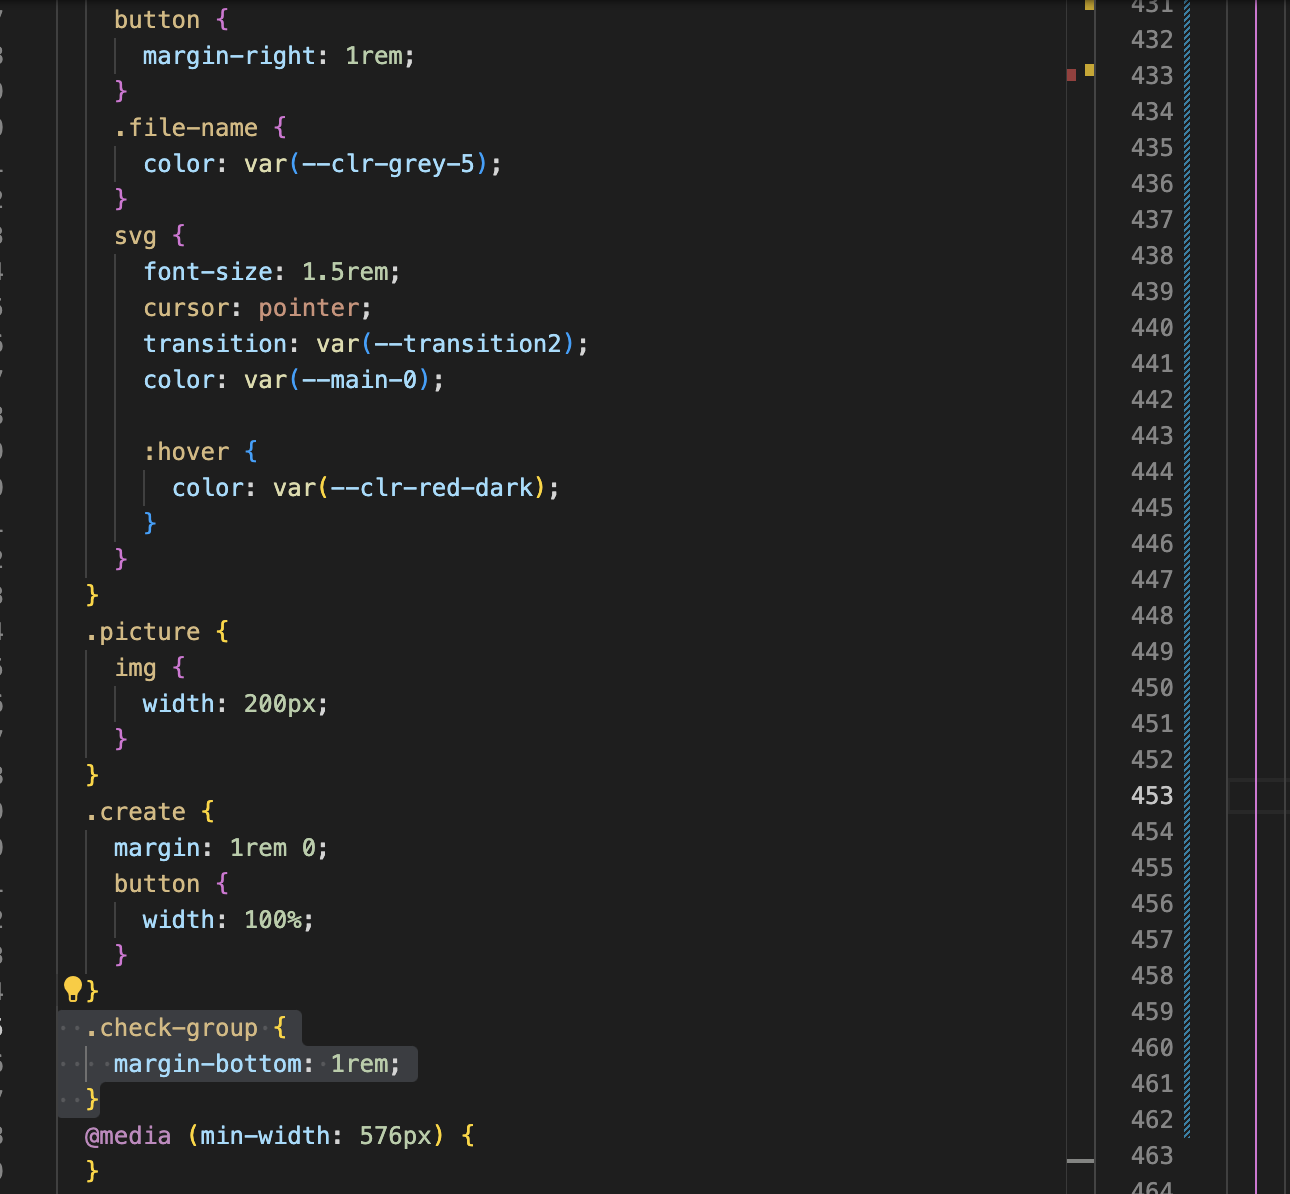 button {
margin-right: 1rem;
}
.file-name {
color: var(--clr-grey-5);
}
svg {
font-size: 1.5rem;
cursor: pointer;
transition: var(--transition2);
color: var(--main-0);
:hover {
color: var(--clr-red-dark);
}
}
}
.picture {
img {
width: 200px;
}
}
.create {
margin: 1rem 0;
button {
width: 100%;
}
}
.check-group {
margin-bottom: 1rem;
}
@media (min-width: 576px) {
}
431
432
433
434
435
436
437
438
439
440
441
442
443
444
445
446
447
448
449
450
451
452
453
454
455
456
457
458
459
460
461
462
463
464